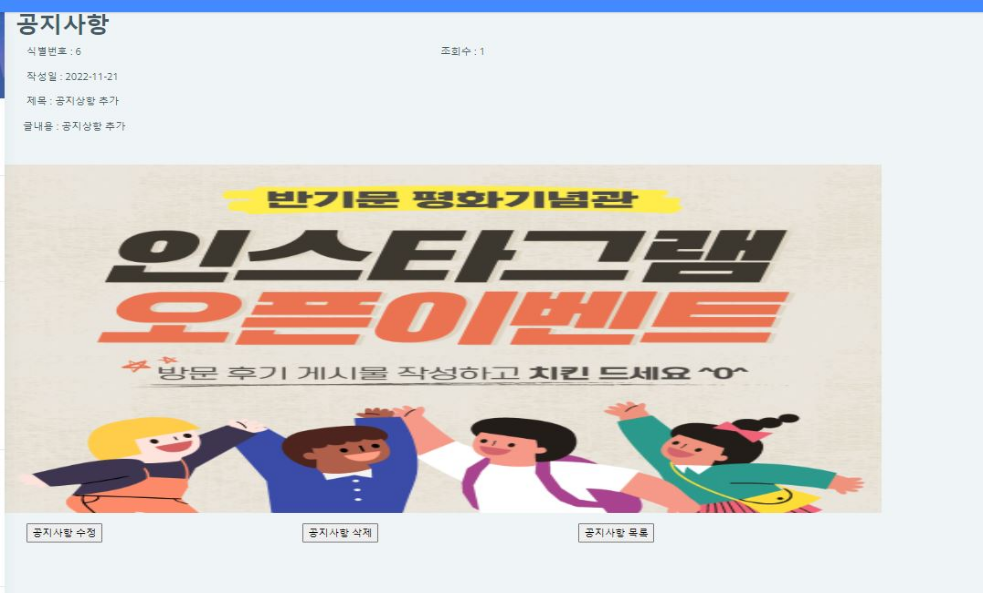 공지사항
식별번호 : 6 조회수 : 1
작성일 : 2022-11-21
제목 : 공지상항 추가
글내용 : 공지상항 추가
반기문 평화기념관
인스타그램
오픈이벤트
방문 후기 게시물 작성하고 치킨 드세요 ^0^
공지사항 수정 공지사항 삭제 공지사항 목록